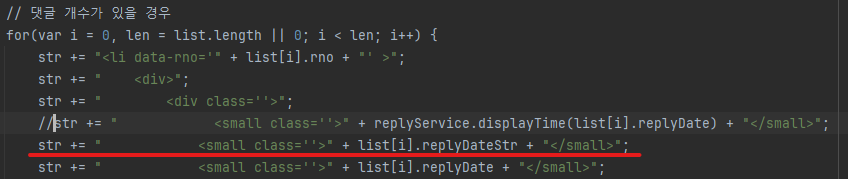 // 댓글 개수가 있을 경우
for(var i = 0, len = list.length || 0; i < len; i++) {
    str += "<li data-rno='" + list[i].rno + "' >";
    str += "    <div>";
    str += "        <div class=''>";
    //str += "            <small class=''>" + replyService.displayTime(list[i].replyDate) + "</small>";
    str += "            <small class=''>" + list[i].replyDateStr + "</small>";
    str += "            <small class=''>" + list[i].replyDate + "</small>";